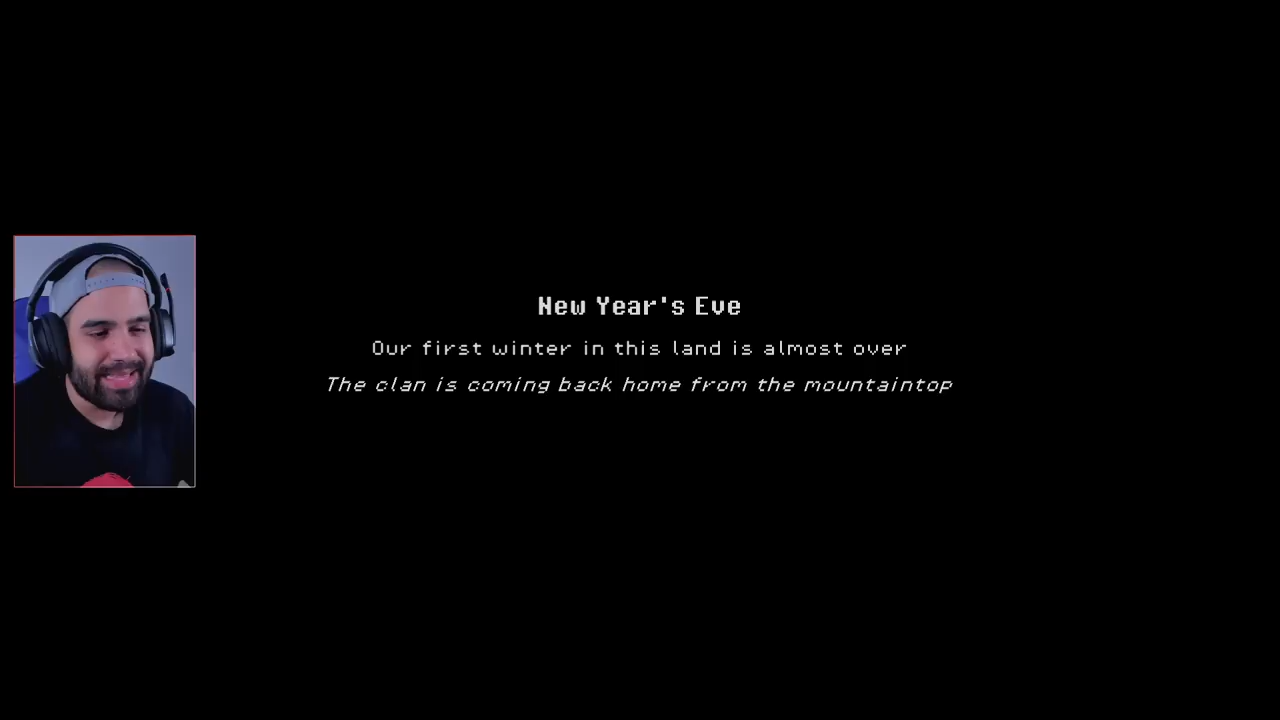 New Year's Eve
Our first winter in this land is almost over
The clan is coming back home from the mountaintop